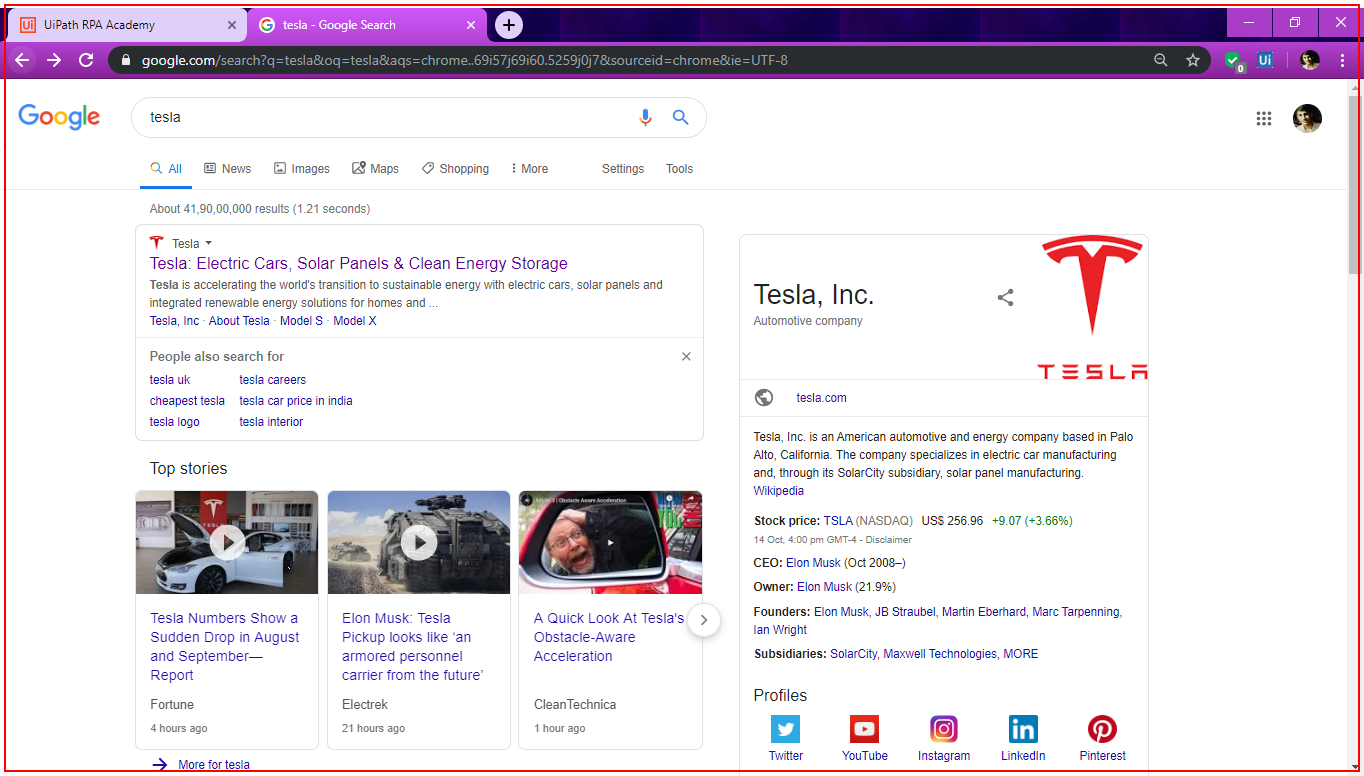 UiPath RPA Academy
tesla - Google Search
google.com/search?q=tesla&oq=tesla&aqs=chrome..69i57j69i60.5259j0j7&sourceid=chrome&ie=UTF-8
0
Ui
Google
tesla
All
News
Images
Maps
Shopping
More
Settings
Tools
About 41,90,00,000 results (1.21 seconds)
Tesla
Tesla: Electric Cars, Solar Panels & Clean Energy Storage
Tesla is accelerating the world's transition to sustainable energy with electric cars, solar panels and
integrated renewable energy solutions for homes and ...
Tesla, Inc · About Tesla · Model S · Model X
People also search for
tesla uk
tesla careers
cheapest tesla
tesla car price in india
tesla logo
tesla interior
Top stories
Tesla Numbers Show a
Sudden Drop in August
and September—
Report
Fortune
4 hours ago
Elon Musk: Tesla
Pickup looks like ‘an
armored personnel
carrier from the future’
Electrek
21 hours ago
A Quick Look At Tesla's
Obstacle-Aware
Acceleration
CleanTechnica
1 hour ago
More for tesla
Tesla, Inc.
Automotive company
TESLA
tesla.com
Tesla, Inc. is an American automotive and energy company based in Palo
Alto, California. The company specializes in electric car manufacturing
and, through its SolarCity subsidiary, solar panel manufacturing.
Wikipedia
Stock price: TSLA (NASDAQ) US$ 256.96 +9.07 (+3.66%)
14 Oct, 4:00 pm GMT-4 - Disclaimer
CEO: Elon Musk (Oct 2008–)
Owner: Elon Musk (21.9%)
Founders: Elon Musk, JB Straubel, Martin Eberhard, Marc Tarpenning,
Ian Wright
Subsidiaries: SolarCity, Maxwell Technologies, MORE
Profiles
Twitter
YouTube
Instagram
LinkedIn
Pinterest